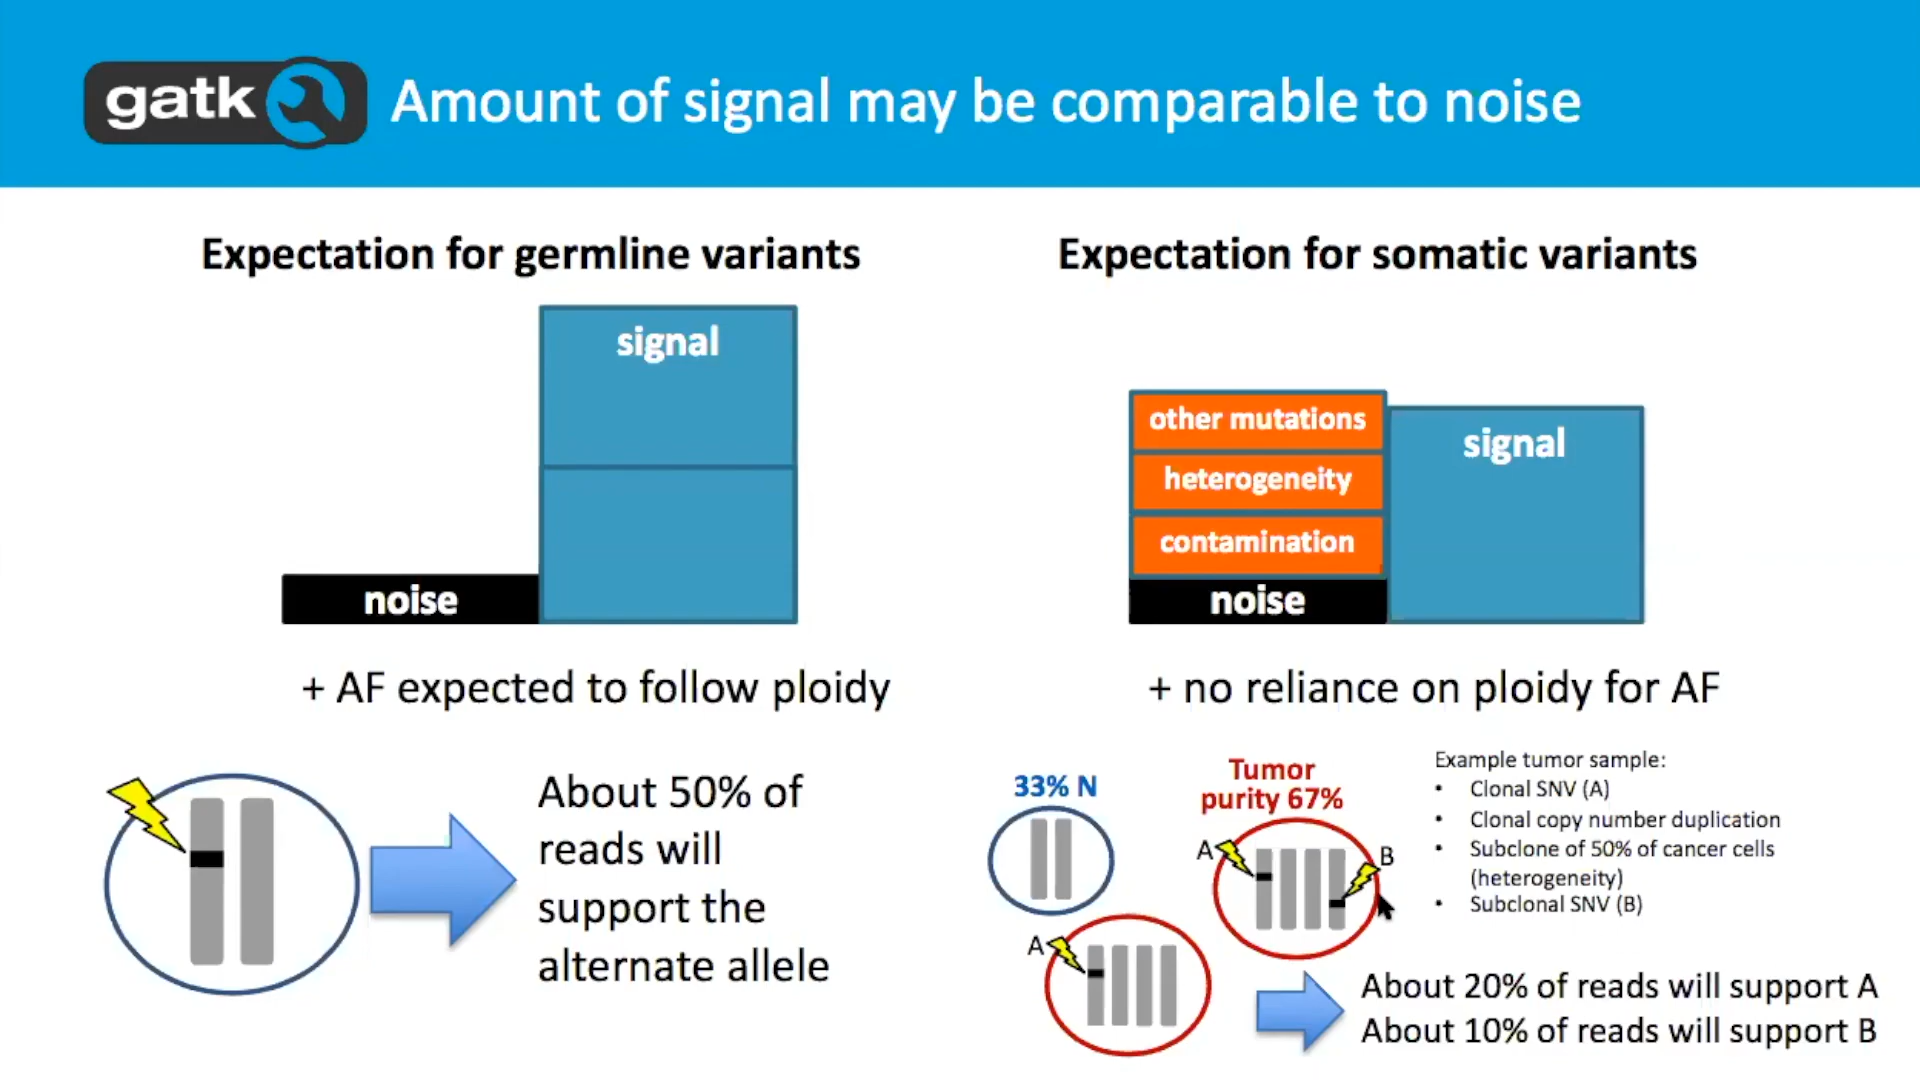 gatk
Amount of signal may be comparable to noise
Expectation for germline variants
signal
noise
+ AF expected to follow ploidy
About 50% of
reads will
support the
alternate allele
Expectation for somatic variants
other mutations
heterogeneity
contamination
noise
signal
+ no reliance on ploidy for AF
33% N
Tumor
purity 67%
A
B
A
Example tumor sample:
• Clonal SNV (A)
• Clonal copy number duplication
• Subclone of 50% of cancer cells
(heterogeneity)
• Subclonal SNV (B)
About 20% of reads will support A
About 10% of reads will support B